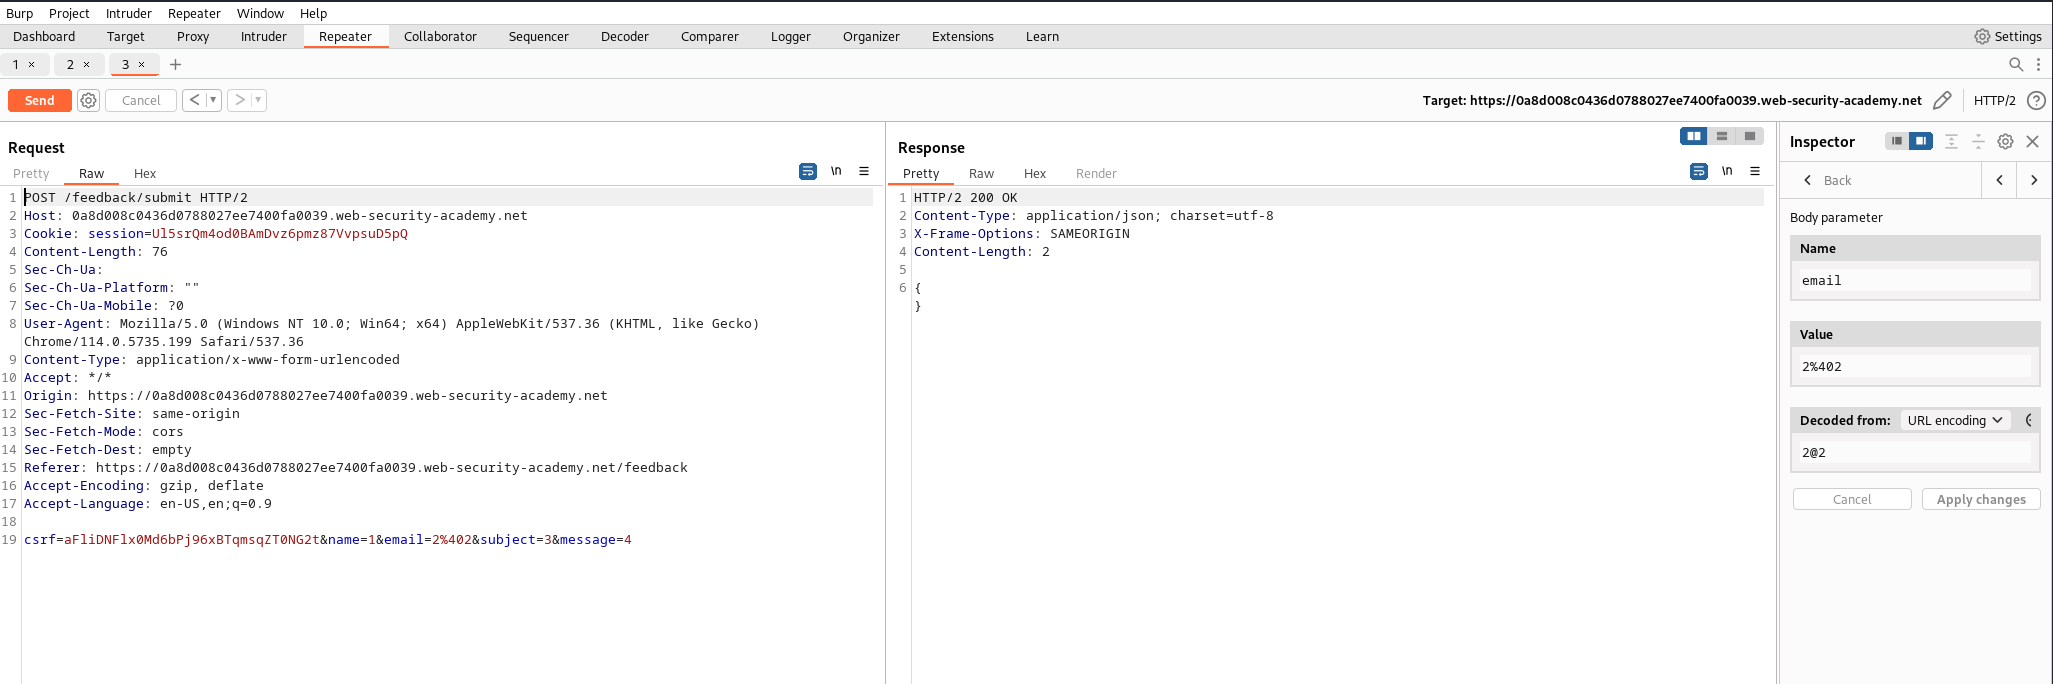 Burp Project Intruder Repeater Window Help
Dashboard Target Proxy Intruder Repeater Collaborator Sequencer Decoder Comparer Logger Organizer Extensions Learn Settings
1 × 2 × 3 × +
Send Cancel < > Target: https://0a8d008c0436d0788027ee7400fa0039.web-security-academy.net HTTP/2 ?
Request
Pretty Raw Hex \n
1 POST /feedback/submit HTTP/2
2 Host: 0a8d008c0436d0788027ee7400fa0039.web-security-academy.net
3 Cookie: session=Ul5srQm4od0BAmDvz6pmz87VvpsuD5pQ
4 Content-Length: 76
5 Sec-Ch-Ua:
6 Sec-Ch-Ua-Platform: ""
7 Sec-Ch-Ua-Mobile: ?0
8 User-Agent: Mozilla/5.0 (Windows NT 10.0; Win64; x64) AppleWebKit/537.36 (KHTML, like Gecko)
Chrome/114.0.5735.199 Safari/537.36
9 Content-Type: application/x-www-form-urlencoded
10 Accept: */*
11 Origin: https://0a8d008c0436d0788027ee7400fa0039.web-security-academy.net
12 Sec-Fetch-Site: same-origin
13 Sec-Fetch-Mode: cors
14 Sec-Fetch-Dest: empty
15 Referer: https://0a8d008c0436d0788027ee7400fa0039.web-security-academy.net/feedback
16 Accept-Encoding: gzip, deflate
17 Accept-Language: en-US,en;q=0.9
18
19 csrf=aFliDNFlx0Md6bPj96xBTqmsqZT0NG2t&name=1&email=2%402&subject=3&message=4
Response
Pretty Raw Hex Render \n
1 HTTP/2 200 OK
2 Content-Type: application/json; charset=utf-8
3 X-Frame-Options: SAMEORIGIN
4 Content-Length: 2
5
6 {
}
Inspector
Back
Body parameter
Name
email
Value
2%402
Decoded from: URL encoding
2@2
Cancel Apply changes